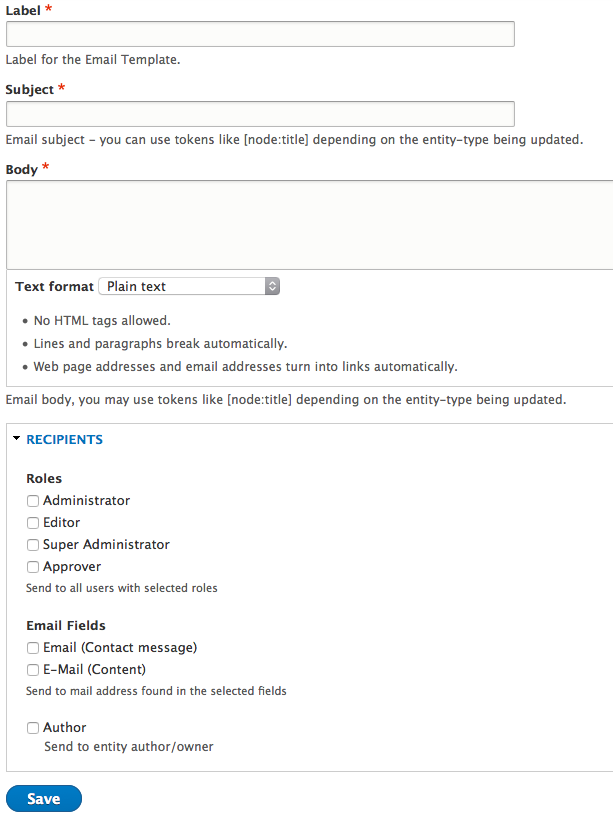 Label *
Label for the Email Template.
Subject *
Email subject – you can use tokens like [node:title] depending on the entity-type being updated.
Body *
Text format Plain text
• No HTML tags allowed.
• Lines and paragraphs break automatically.
• Web page addresses and email addresses turn into links automatically.
Email body, you may use tokens like [node:title] depending on the entity-type being updated.
RECIPIENTS
Roles
Administrator
Editor
Super Administrator
Approver
Send to all users with selected roles
Email Fields
Email (Contact message)
E-Mail (Content)
Send to mail address found in the selected fields
Author
Send to entity author/owner
Save